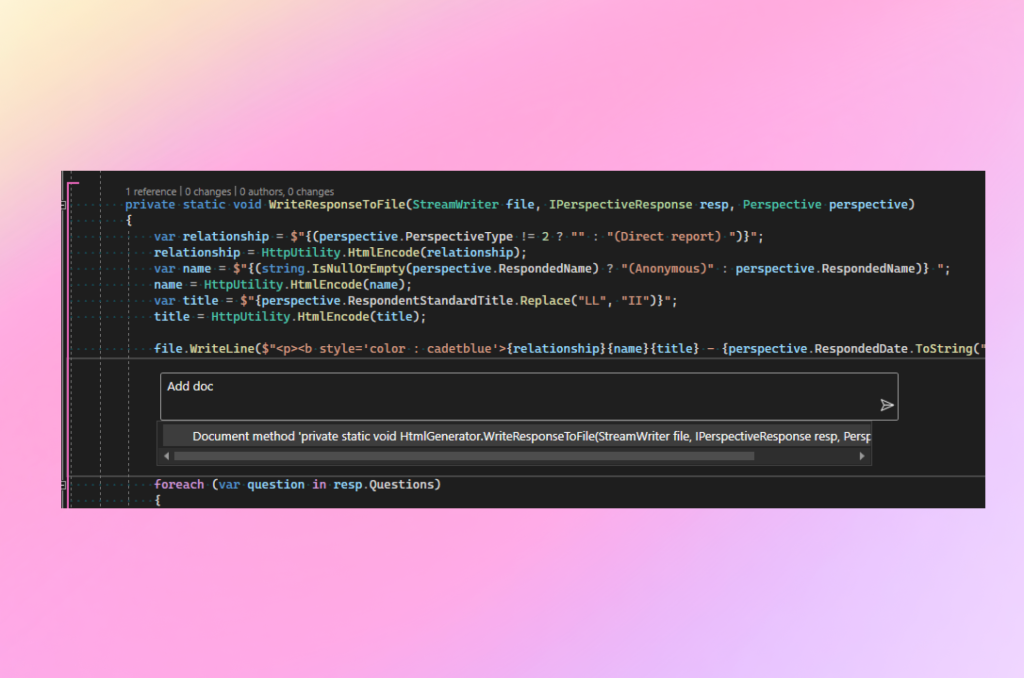 1 reference | 0 changes | 0 authors, 0 changes
private static void WriteResponseToFile(StreamWriter file, IPerspectiveResponse resp, Perspective perspective)
{
var relationship = $"{(perspective.PerspectiveType != 2 ? "" : "(Direct report) ")}";
relationship = HttpUtility.HtmlEncode(relationship);
var name = $"{(string.IsNullOrEmpty(perspective.RespondedName) ? "(Anonymous)" : perspective.RespondedName)} ";
name = HttpUtility.HtmlEncode(name);
var title = $"{perspective.RespondentStandardTitle.Replace("LL", "II")}";
title = HttpUtility.HtmlEncode(title);
file.WriteLine($"<p><b style='color : cadetblue'>{relationship}{name}{title} - {perspective.RespondedDate.ToString("
Add doc
Document method 'private static void HtmlGenerator.WriteResponseToFile(StreamWriter file, IPerspectiveResponse resp, Persp
foreach (var question in resp.Questions)
{